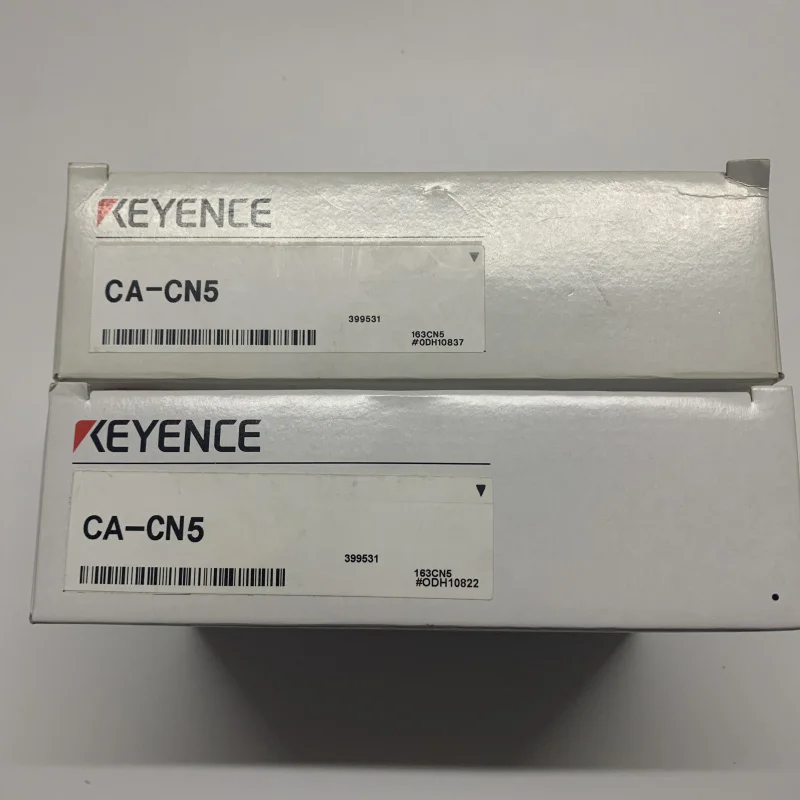 KEYENCE
CA-CN5
399531
163CN5
#0DH10837
KEYENCE
CA-CN5
399531
163CN5
#0DH10822